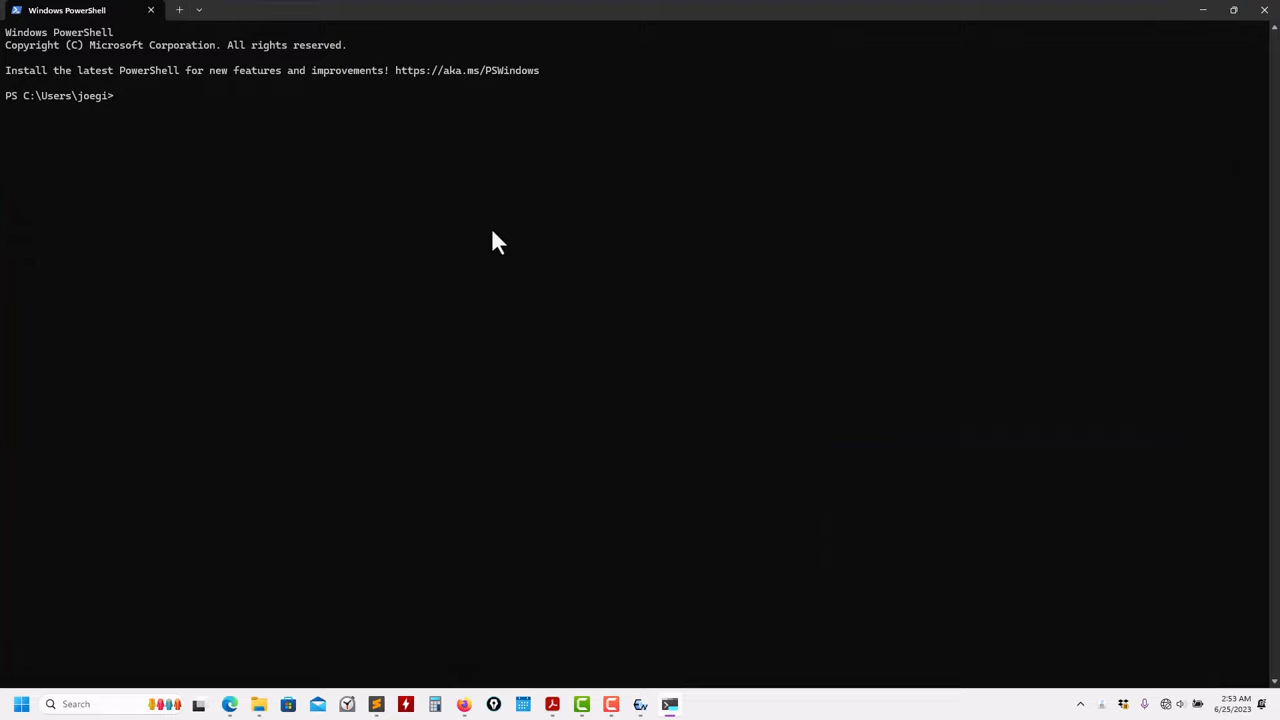 Windows PowerShell
Windows PowerShell
Copyright (C) Microsoft Corporation. All rights reserved.
Install the latest PowerShell for new features and improvements! https://aka.ms/PSWindows
PS C:\Users\joegi>
Search
2:53 AM
6/25/2023